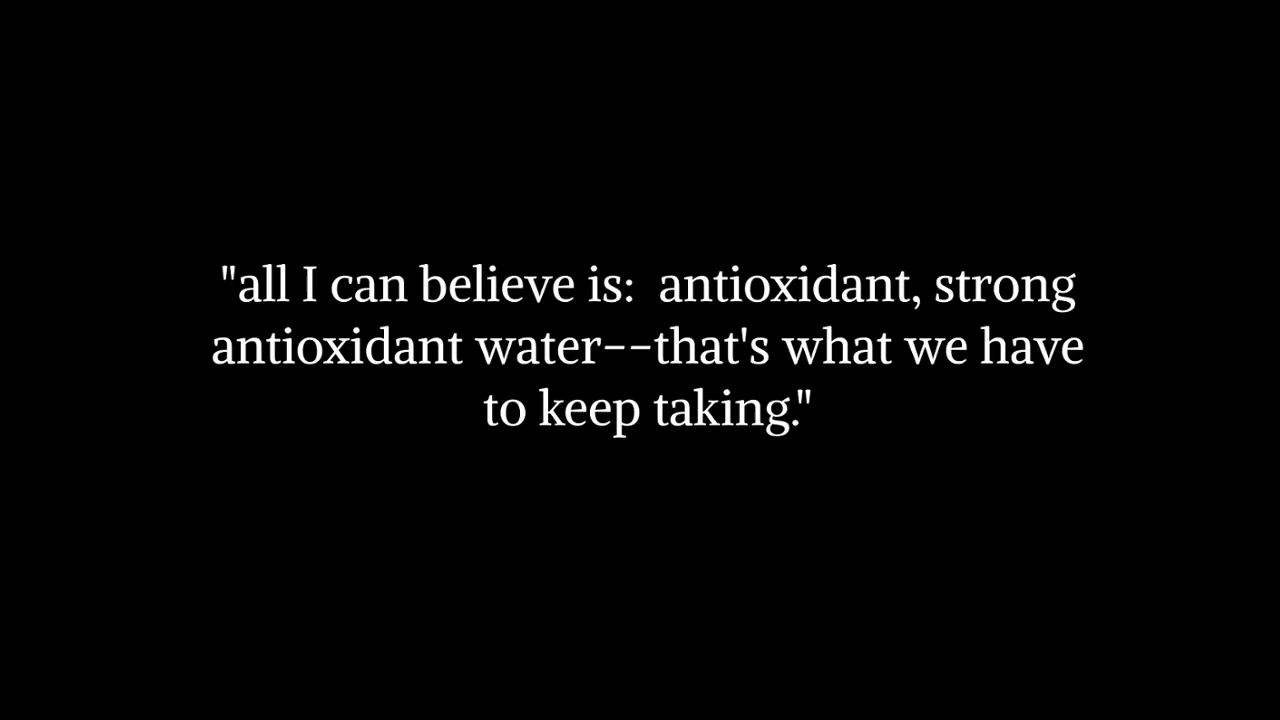 "all I can believe is:  antioxidant, strong
antioxidant water--that's what we have
to keep taking."